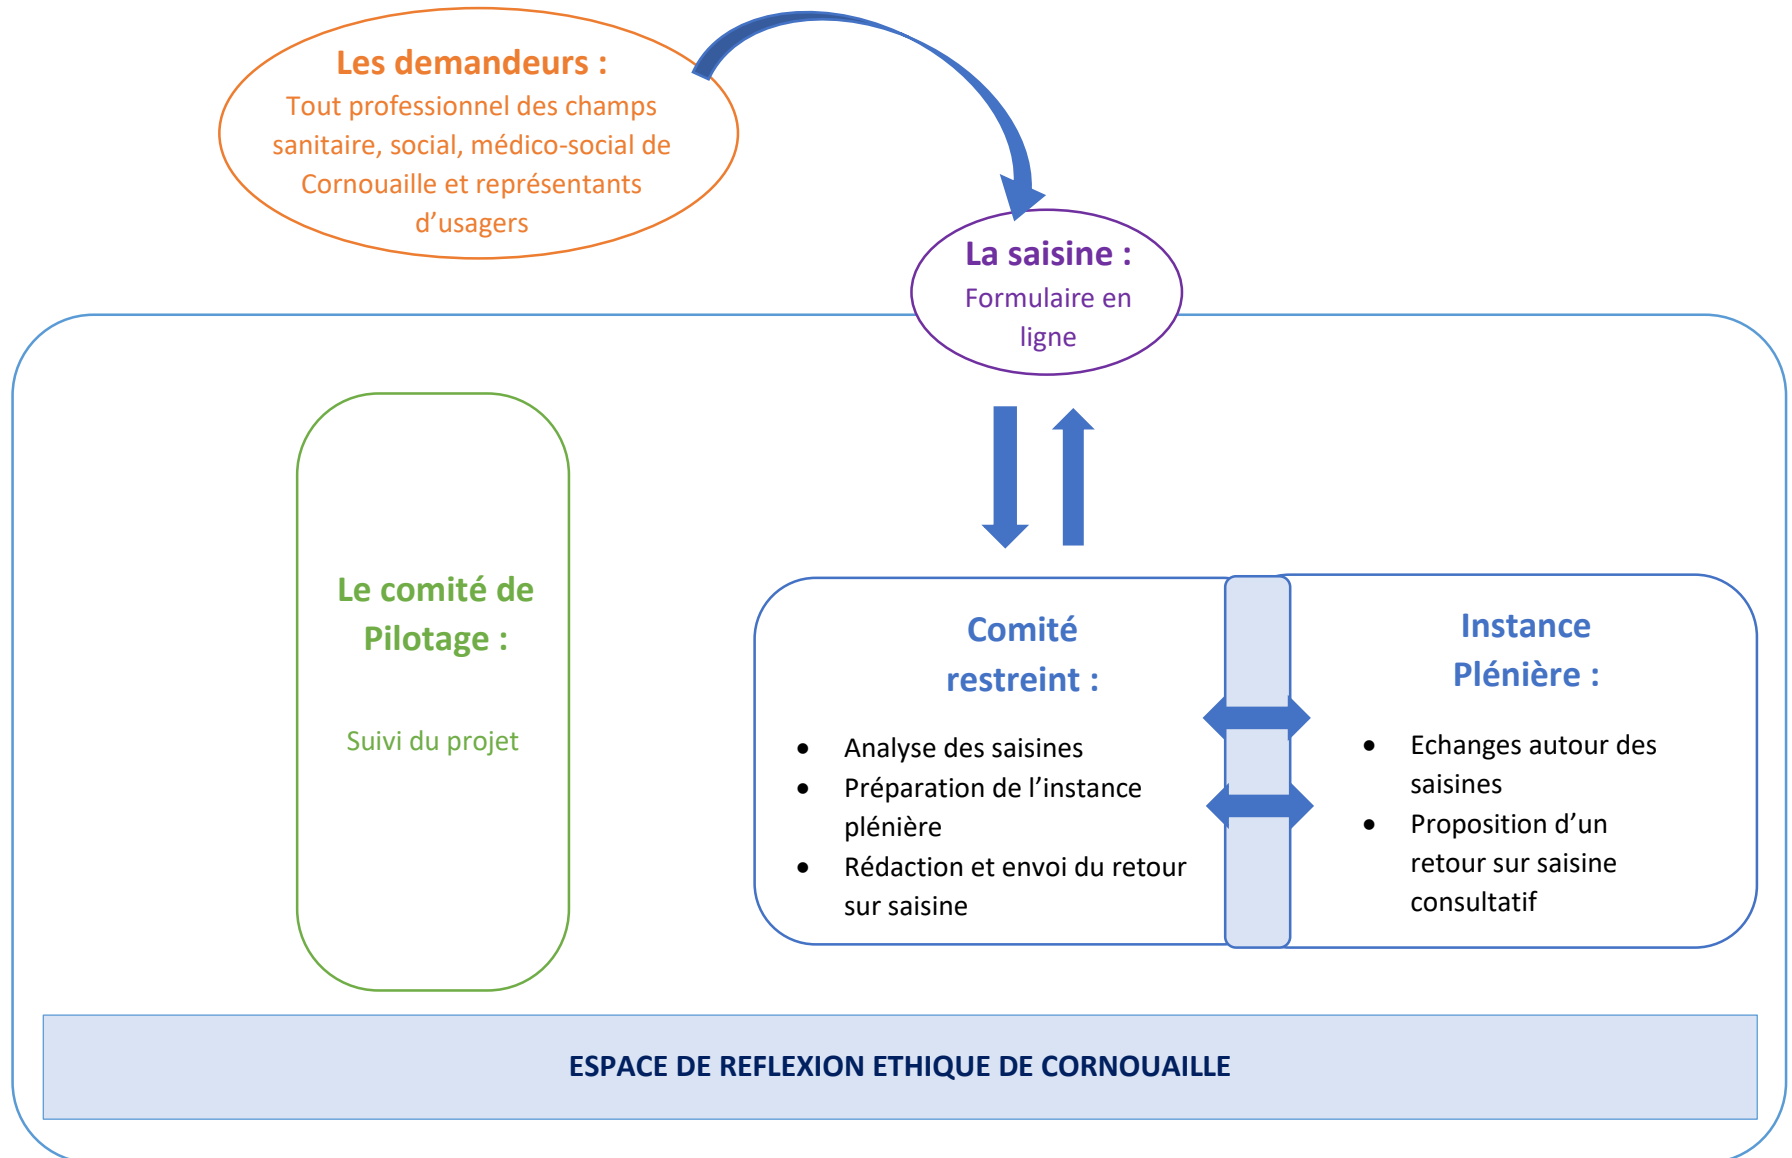 Les demandeurs :
Tout professionnel des champs
sanitaire, social, médico-social de
Cornouaille et représentants
d’usagers
La saisine :
Formulaire en
ligne
Le comité de
Pilotage :
Suivi du projet
Comité
restreint :
• Analyse des saisines
• Préparation de l’instance
plénière
• Rédaction et envoi du retour
sur saisine
Instance
Plénière :
• Echanges autour des
saisines
• Proposition d’un
retour sur saisine
consultatif
ESPACE DE REFLEXION ETHIQUE DE CORNOUAILLE